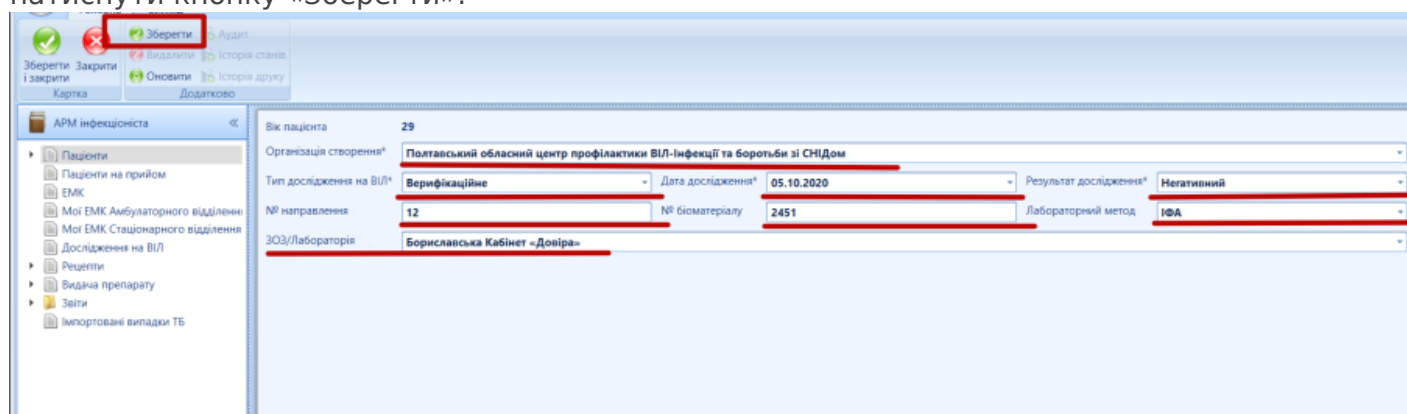 натиснути кнопку «Зберегти».
Зберегти Аудит
Видалити Історія станів
Зберегти Закрити
і закрити Оновити Історія друку
Картка Додатково
АРМ інфекціоніста «
Пацієнти
Пацієнти на прийом
ЕМК
Мої ЕМК Амбулаторного відділенн
Мої ЕМК Стаціонарного відділення
Дослідження на ВІЛ
Рецепти
Видача препарату
Звіти
Імпортовані випадки ТБ
Вік пацієнта 29
Організація створення* Полтавський обласний центр профілактики ВІЛ-Інфекції та боротьби зі СНІДом
Тип дослідження на ВІЛ* Верифікаційне Дата дослідження* 05.10.2020 Результат дослідження* Негативний
№ направлення 12 № біоматеріалу 2451 Лабораторний метод ІФА
ЗОЗ/Лабораторія Бориславська Кабінет «Довіра»